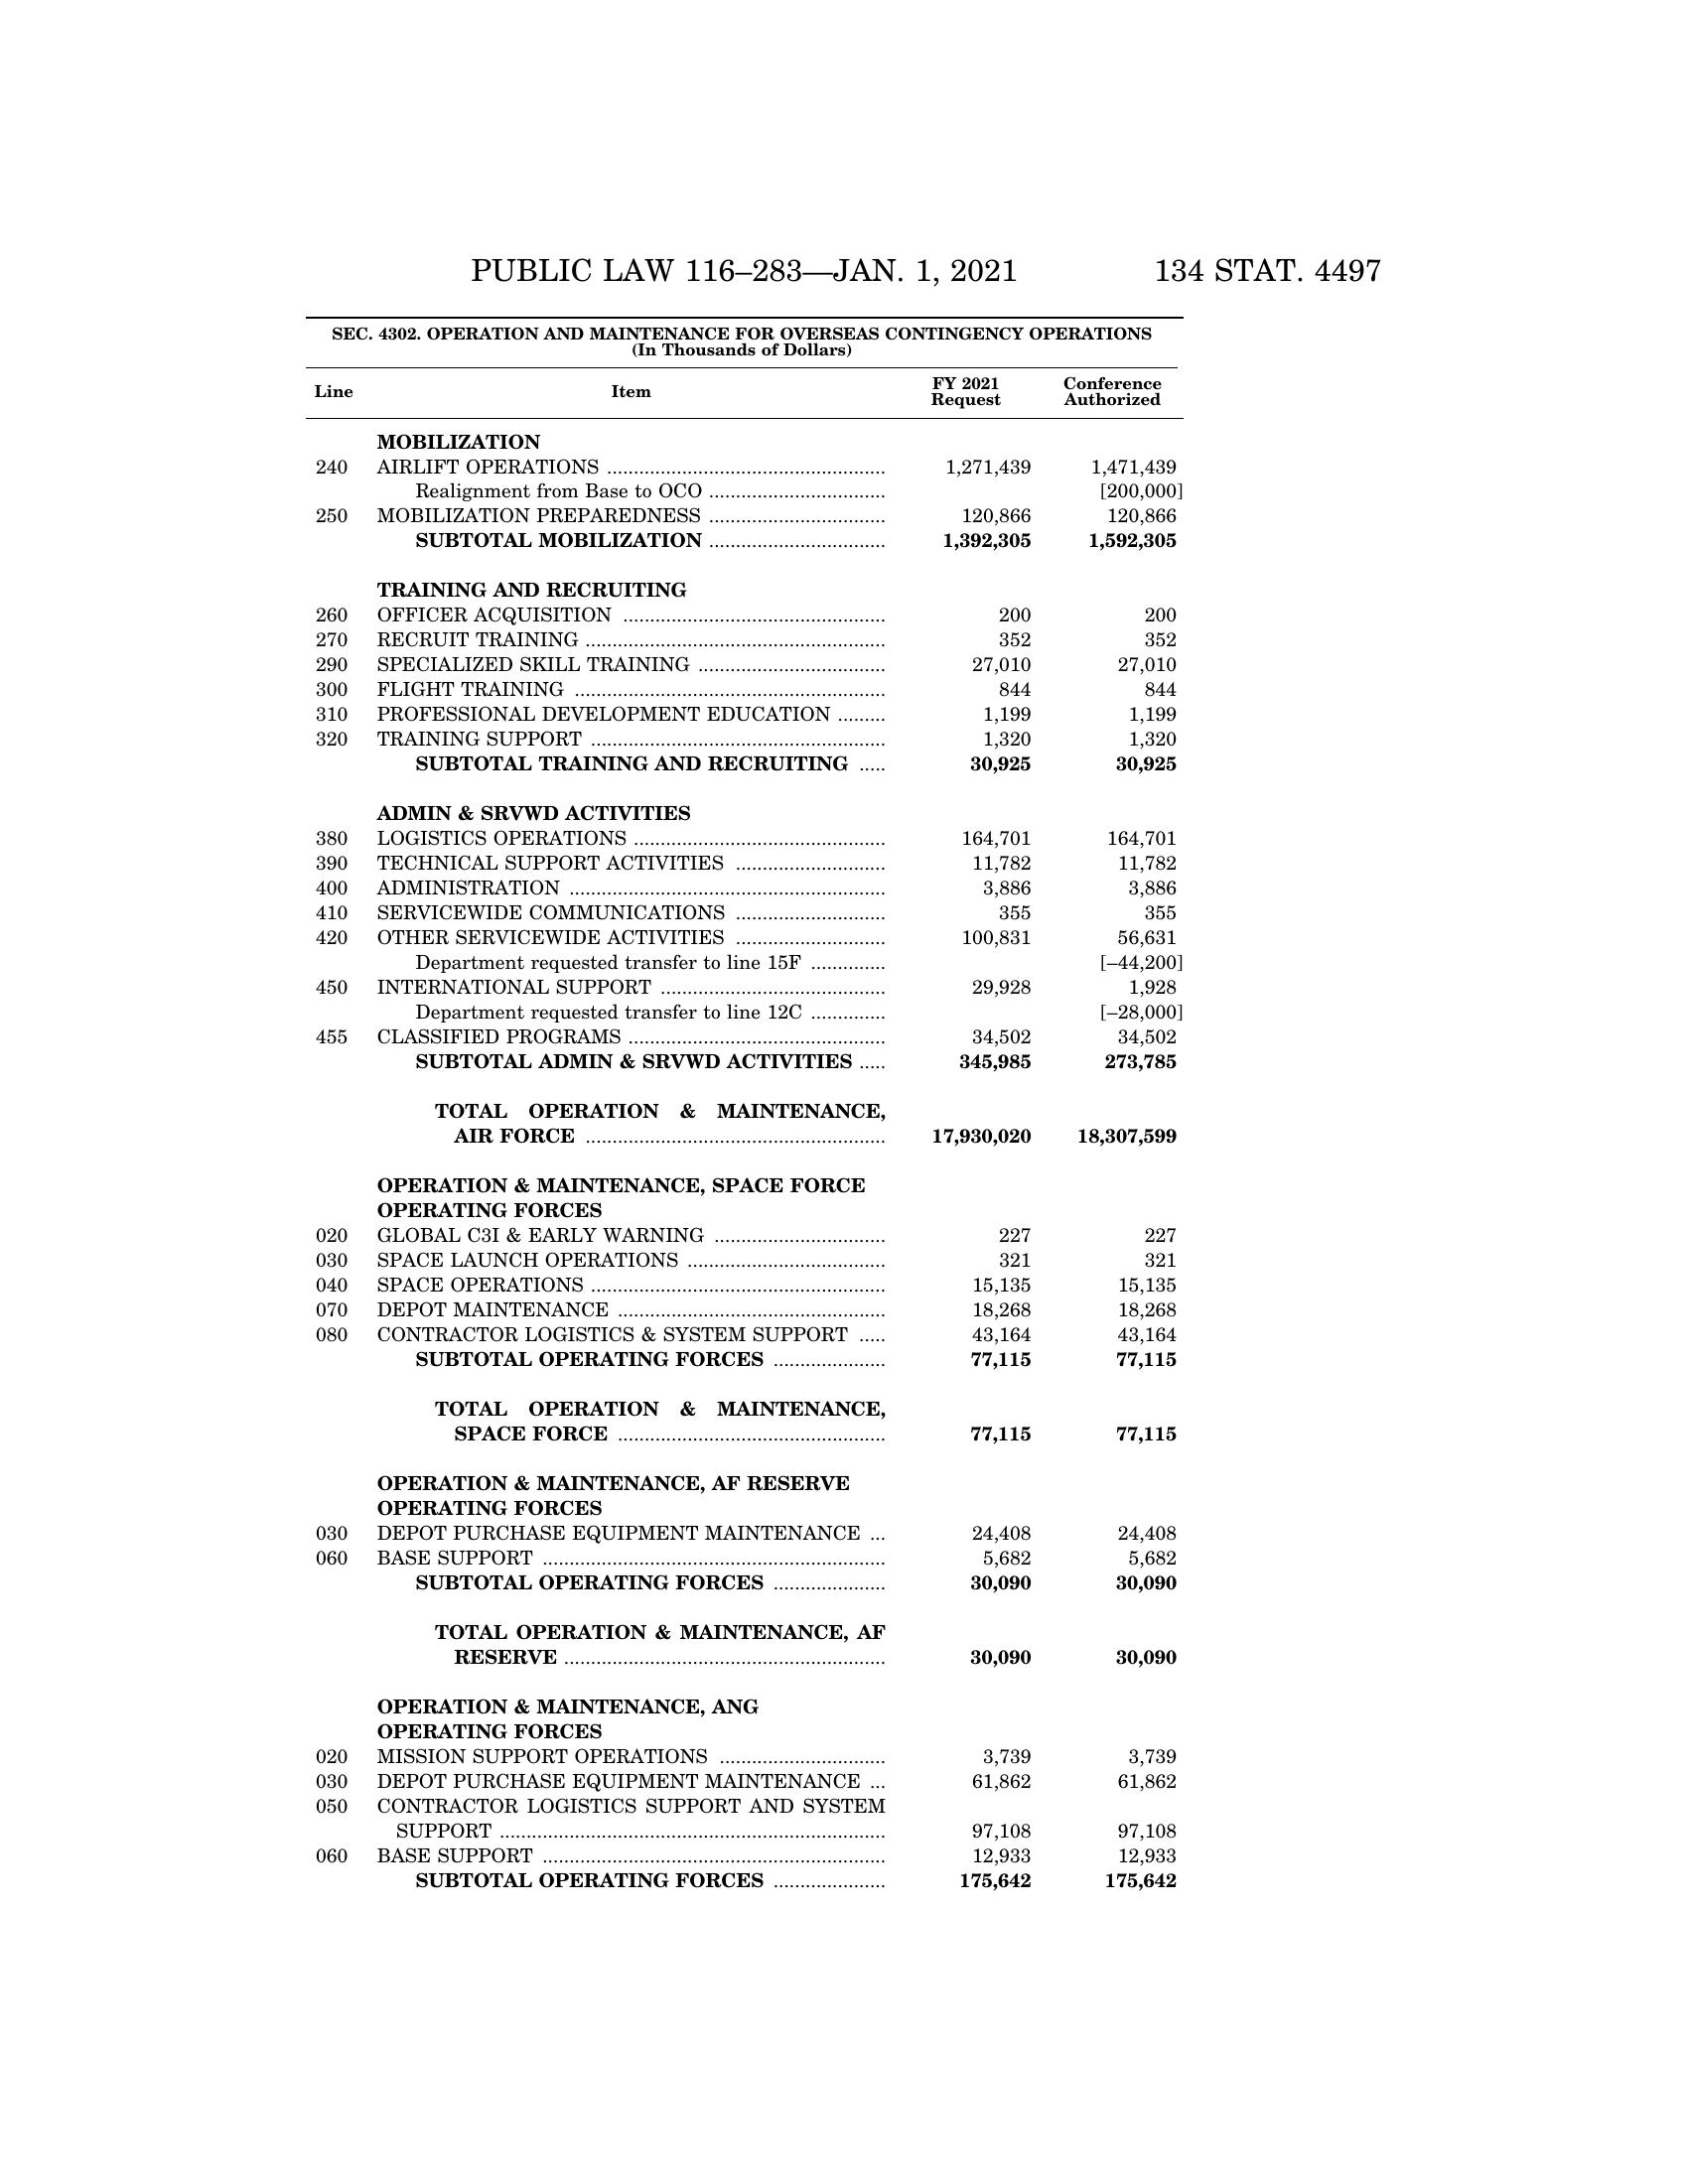 PUBLIC LAW 116–283—JAN. 1, 2021 134 STAT. 4497
SEC. 4302. OPERATION AND MAINTENANCE FOR OVERSEAS CONTINGENCY OPERATIONS
(In Thousands of Dollars)
Line Item FY 2021 Request Conference Authorized
MOBILIZATION
240 AIRLIFT OPERATIONS ..................................................... 1,271,439 1,471,439
Realignment from Base to OCO ................................. [200,000]
250 MOBILIZATION PREPAREDNESS ................................. 120,866 120,866
SUBTOTAL MOBILIZATION ................................. 1,392,305 1,592,305
TRAINING AND RECRUITING
260 OFFICER ACQUISITION .................................................. 200 200
270 RECRUIT TRAINING ......................................................... 352 352
290 SPECIALIZED SKILL TRAINING ................................... 27,010 27,010
300 FLIGHT TRAINING ........................................................... 844 844
310 PROFESSIONAL DEVELOPMENT EDUCATION ......... 1,199 1,199
320 TRAINING SUPPORT ........................................................ 1,320 1,320
SUBTOTAL TRAINING AND RECRUITING ..... 30,925 30,925
ADMIN & SRVWD ACTIVITIES
380 LOGISTICS OPERATIONS ................................................ 164,701 164,701
390 TECHNICAL SUPPORT ACTIVITIES ............................ 11,782 11,782
400 ADMINISTRATION ............................................................ 3,886 3,886
410 SERVICEWIDE COMMUNICATIONS ............................ 355 355
420 OTHER SERVICEWIDE ACTIVITIES ............................ 100,831 56,631
Department requested transfer to line 15F .............. [–44,200]
450 INTERNATIONAL SUPPORT ........................................... 29,928 1,928
Department requested transfer to line 12C .............. [–28,000]
455 CLASSIFIED PROGRAMS ................................................. 34,502 34,502
SUBTOTAL ADMIN & SRVWD ACTIVITIES ..... 345,985 273,785
TOTAL OPERATION & MAINTENANCE,
AIR FORCE ......................................................... 17,930,020 18,307,599
OPERATION & MAINTENANCE, SPACE FORCE
OPERATING FORCES
020 GLOBAL C3I & EARLY WARNING ................................ 227 227
030 SPACE LAUNCH OPERATIONS ..................................... 321 321
040 SPACE OPERATIONS ........................................................ 15,135 15,135
070 DEPOT MAINTENANCE ................................................... 18,268 18,268
080 CONTRACTOR LOGISTICS & SYSTEM SUPPORT ..... 43,164 43,164
SUBTOTAL OPERATING FORCES ..................... 77,115 77,115
TOTAL OPERATION & MAINTENANCE,
SPACE FORCE ................................................... 77,115 77,115
OPERATION & MAINTENANCE, AF RESERVE
OPERATING FORCES
030 DEPOT PURCHASE EQUIPMENT MAINTENANCE ... 24,408 24,408
060 BASE SUPPORT ................................................................. 5,682 5,682
SUBTOTAL OPERATING FORCES ..................... 30,090 30,090
TOTAL OPERATION & MAINTENANCE, AF
RESERVE ............................................................. 30,090 30,090
OPERATION & MAINTENANCE, ANG
OPERATING FORCES
020 MISSION SUPPORT OPERATIONS ............................... 3,739 3,739
030 DEPOT PURCHASE EQUIPMENT MAINTENANCE ... 61,862 61,862
050 CONTRACTOR LOGISTICS SUPPORT AND SYSTEM
SUPPORT ......................................................................... 97,108 97,108
060 BASE SUPPORT ................................................................. 12,933 12,933
SUBTOTAL OPERATING FORCES ..................... 175,642 175,642